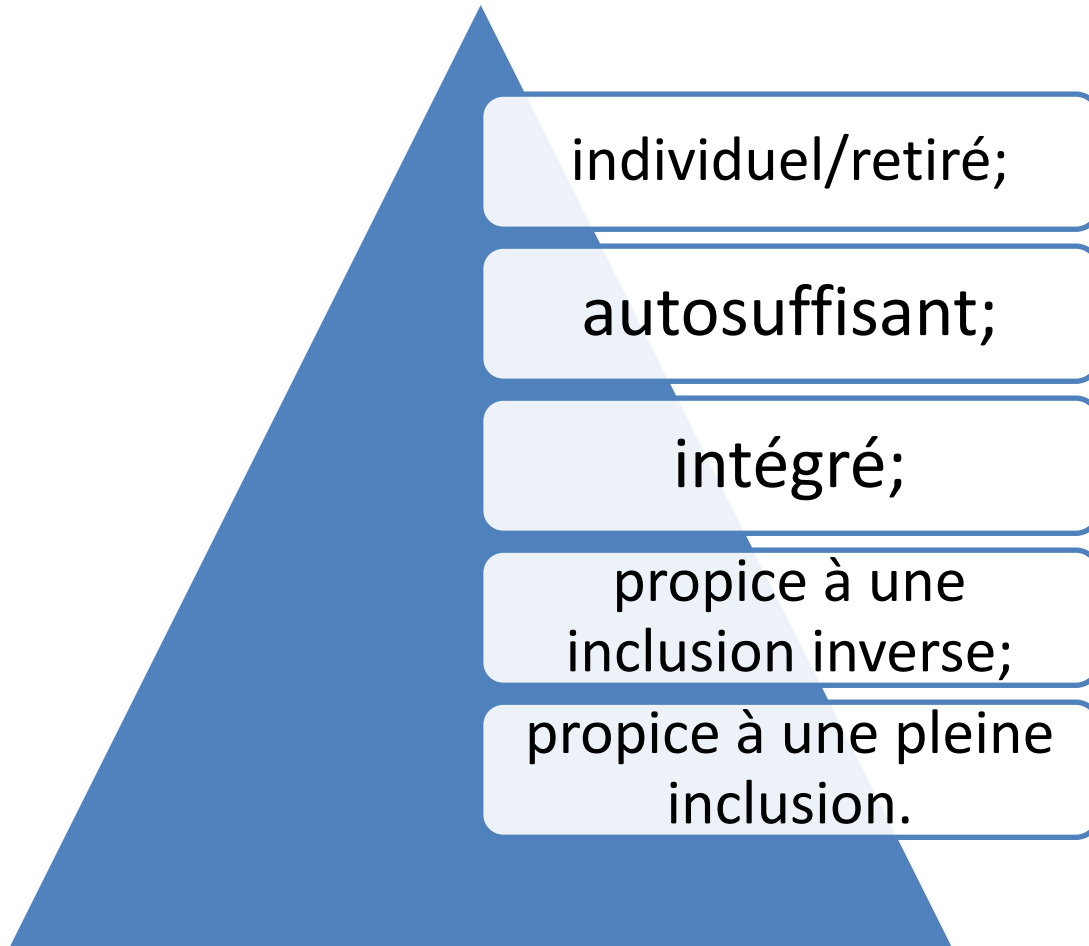 individuel/retiré;
autosuffisant;
intégré;
propice à une
inclusion inverse;
propice à une pleine
inclusion.